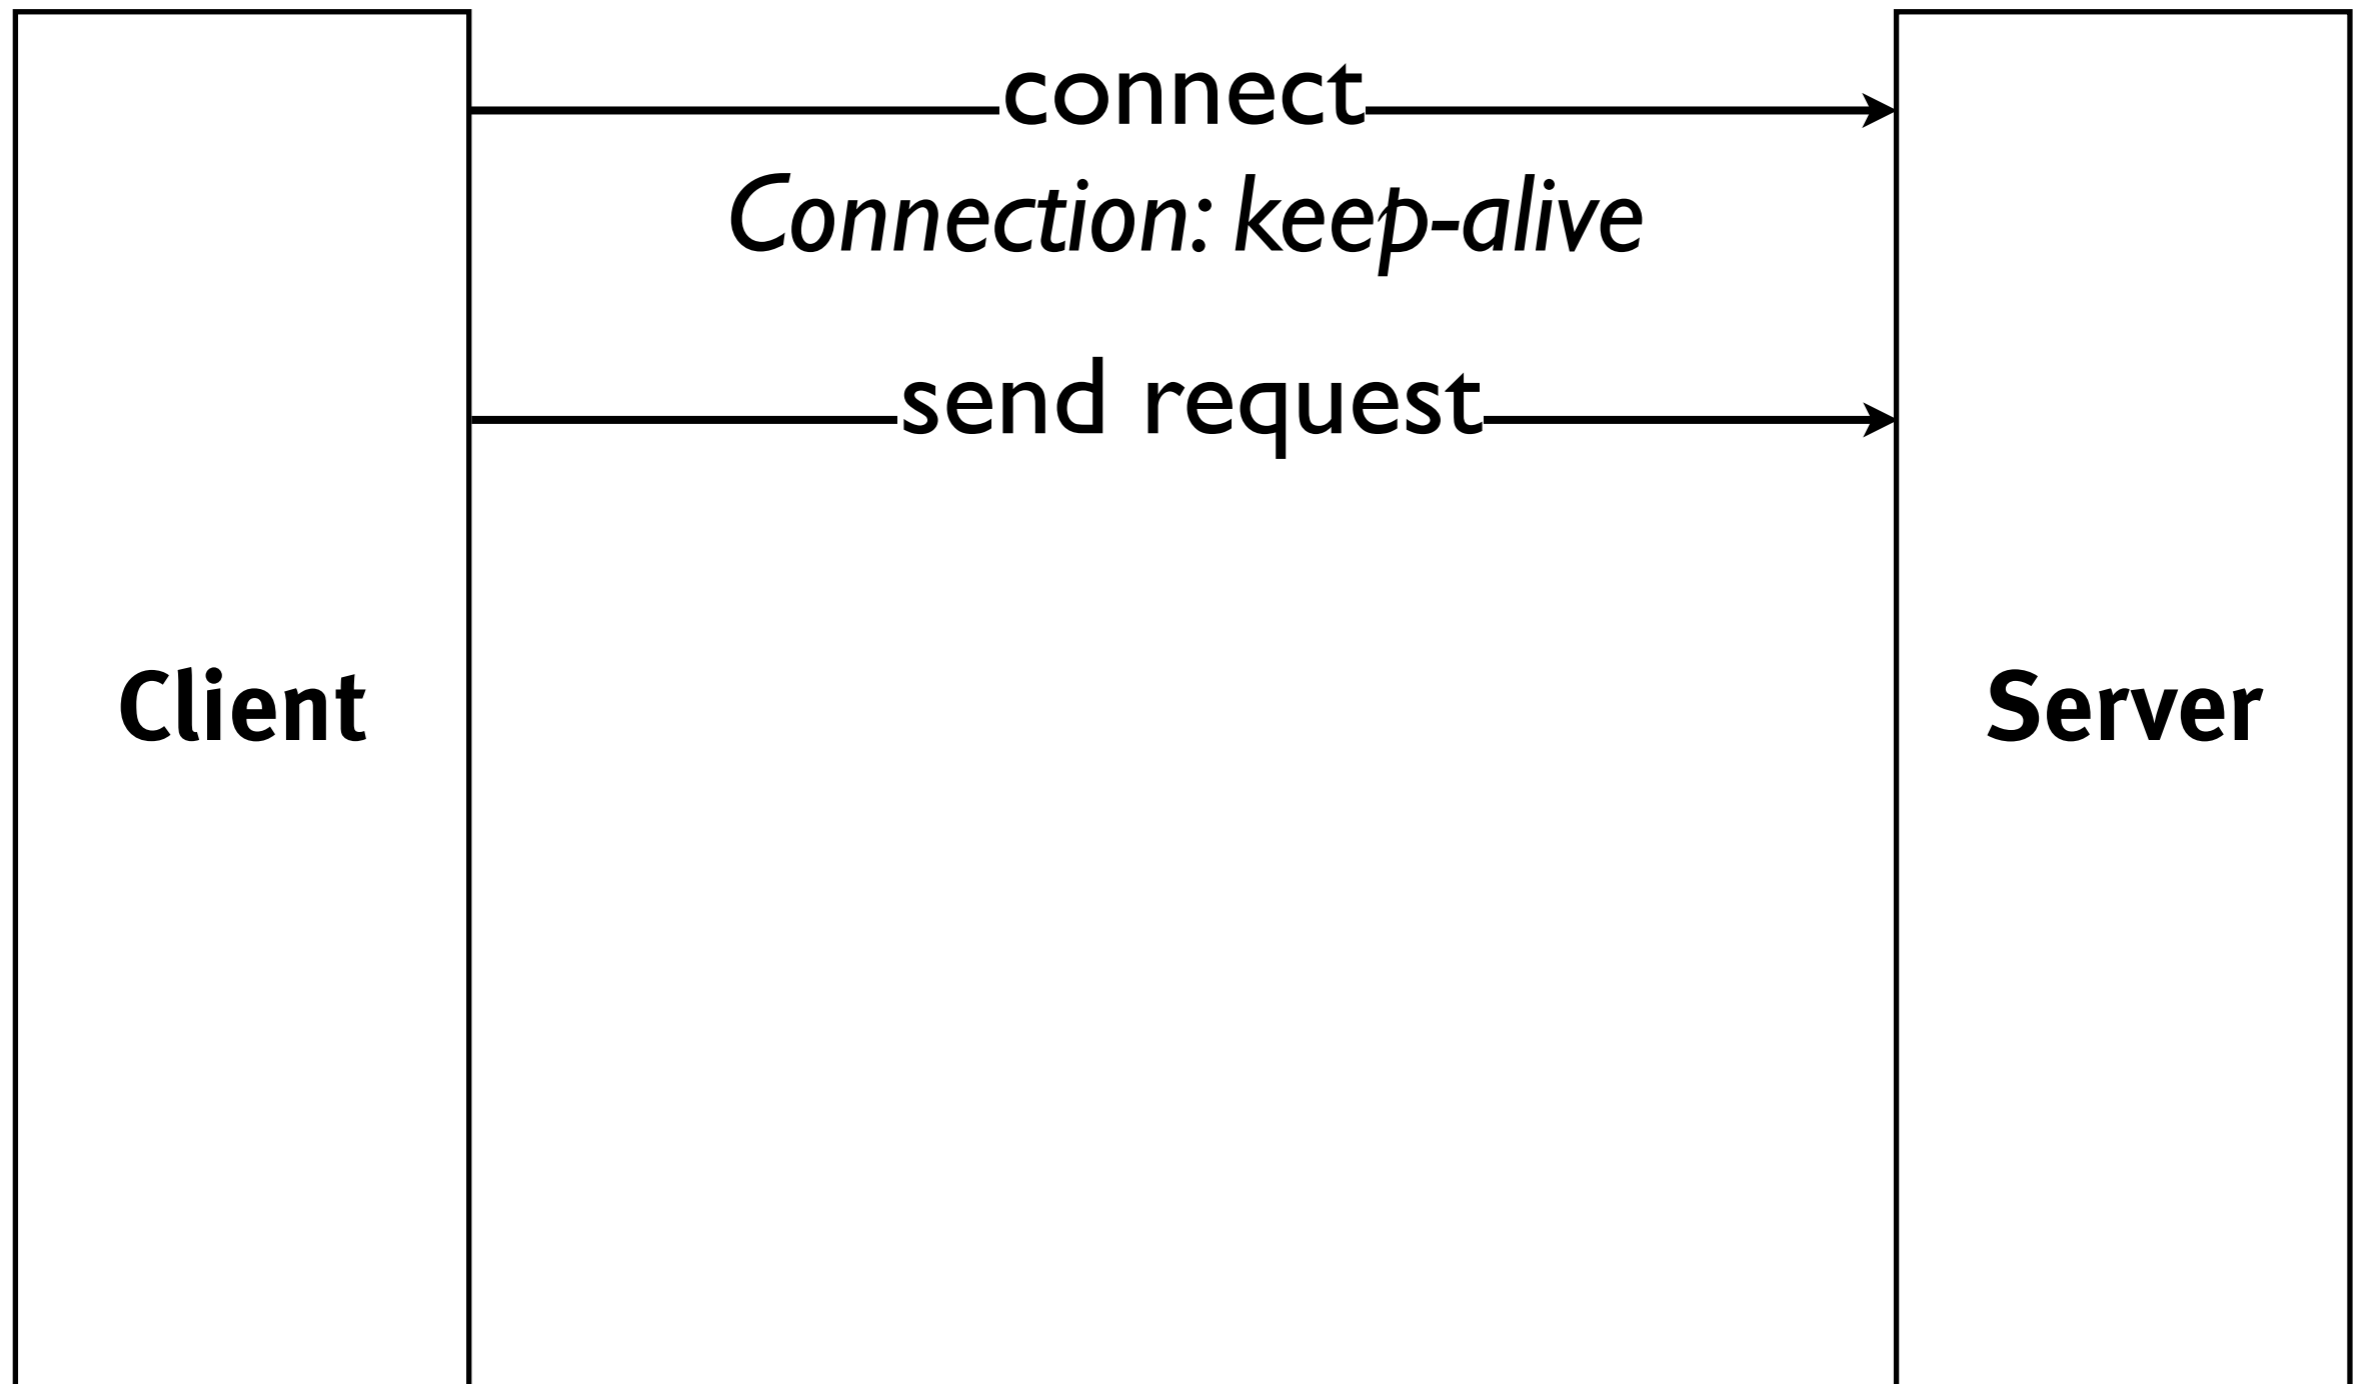 connect
Connection: keep-alive
send request
Client
Server